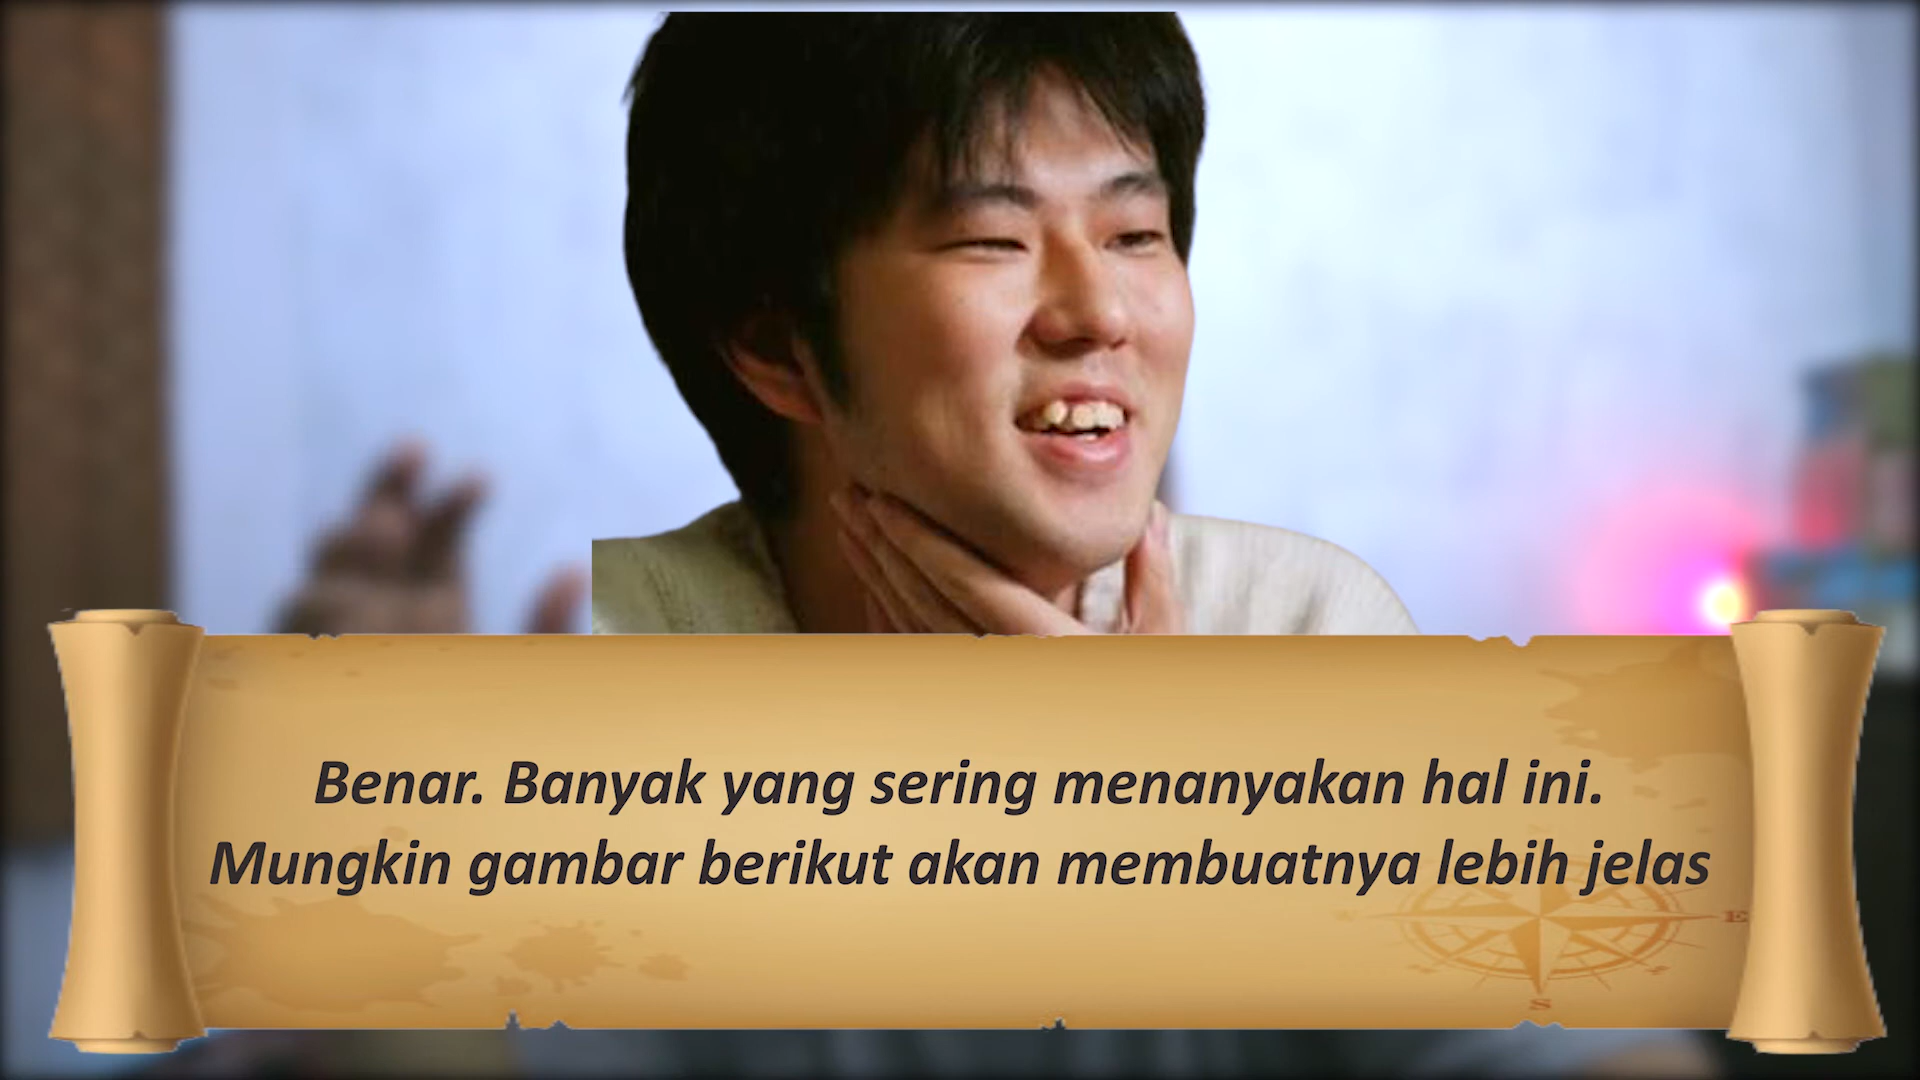 Benar. Banyak yang sering menanyakan hal ini.
Mungkin gambar berikut akan membuatnya lebih jelas
E
S